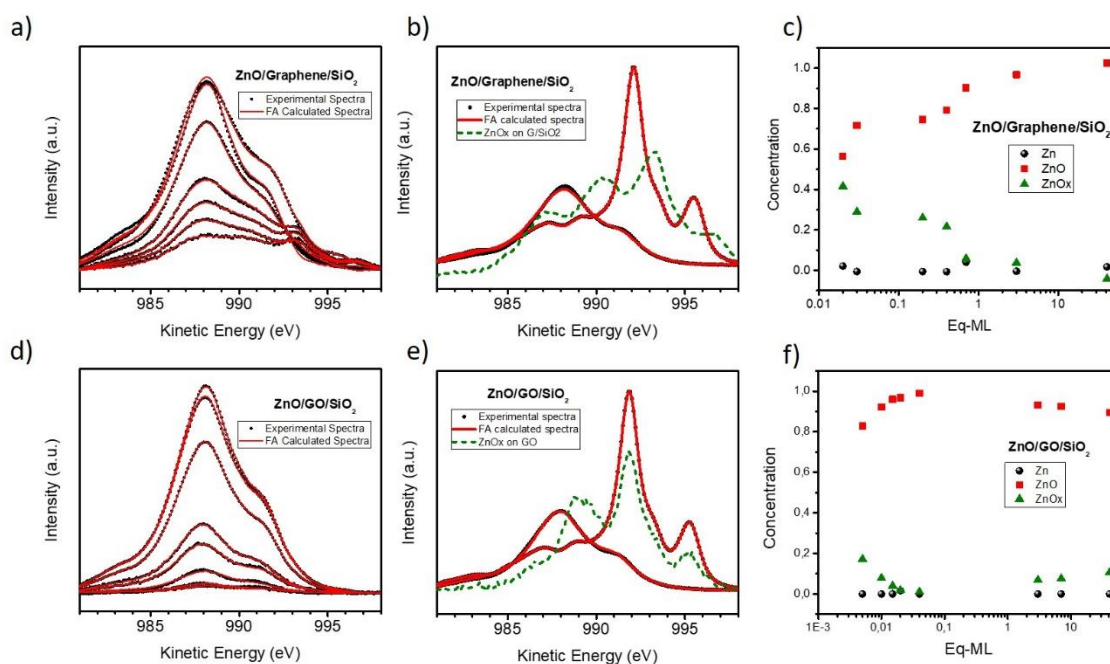 a)
Intensity (a.u.)
ZnO/Graphene/SiO2
Experimental Spectra
FA Calculated Spectra
985 990 995
Kinetic Energy (eV)
b)
Intensity (a.u.)
ZnO/Graphene/SiO2
Experimental spectra
FA calculated spectra
ZnOx on G/SiO2
985 990 995
Kinetic Energy (eV)
c)
Concentration
1.0
0.8
0.6
0.4
0.2
0.0
ZnO/Graphene/SiO2
Zn
ZnO
ZnOx
0.01 0.1 1 10
Eq-ML
d)
Intensity (a.u.)
ZnO/GO/SiO2
Experimental Spectra
FA Calculated Spectra
985 990 995
Kinetic Energy (eV)
e)
Intensity (a.u.)
ZnO/GO/SiO2
Experimental spectra
FA calculated spectra
ZnOx on GO
985 990 995
Kinetic Energy (eV)
f)
Concentration
1,0
0,8
0,6
0,4
0,2
0,0
ZnO/GO/SiO2
Zn
ZnO
ZnOx
1E-3 0,01 0,1 1 10
Eq-ML